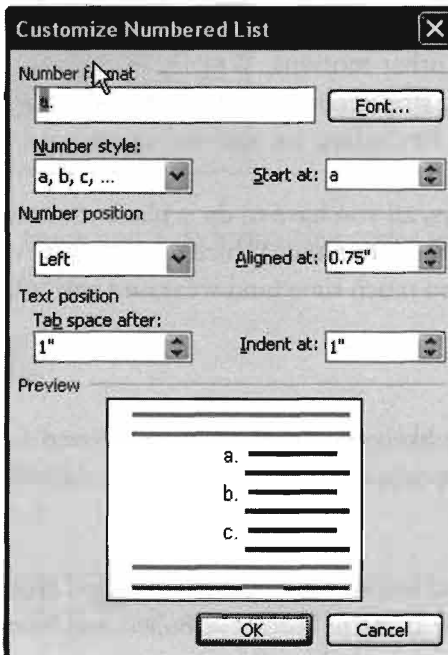 Customize Numbered List
Number format
a.
Font...
Number style:
a, b, c, ...
Start at: a
Number position
Left
Aligned at: 0.75"
Text position
Tab space after:
1"
Indent at: 1"
Preview
a.
b.
c.
OK
Cancel